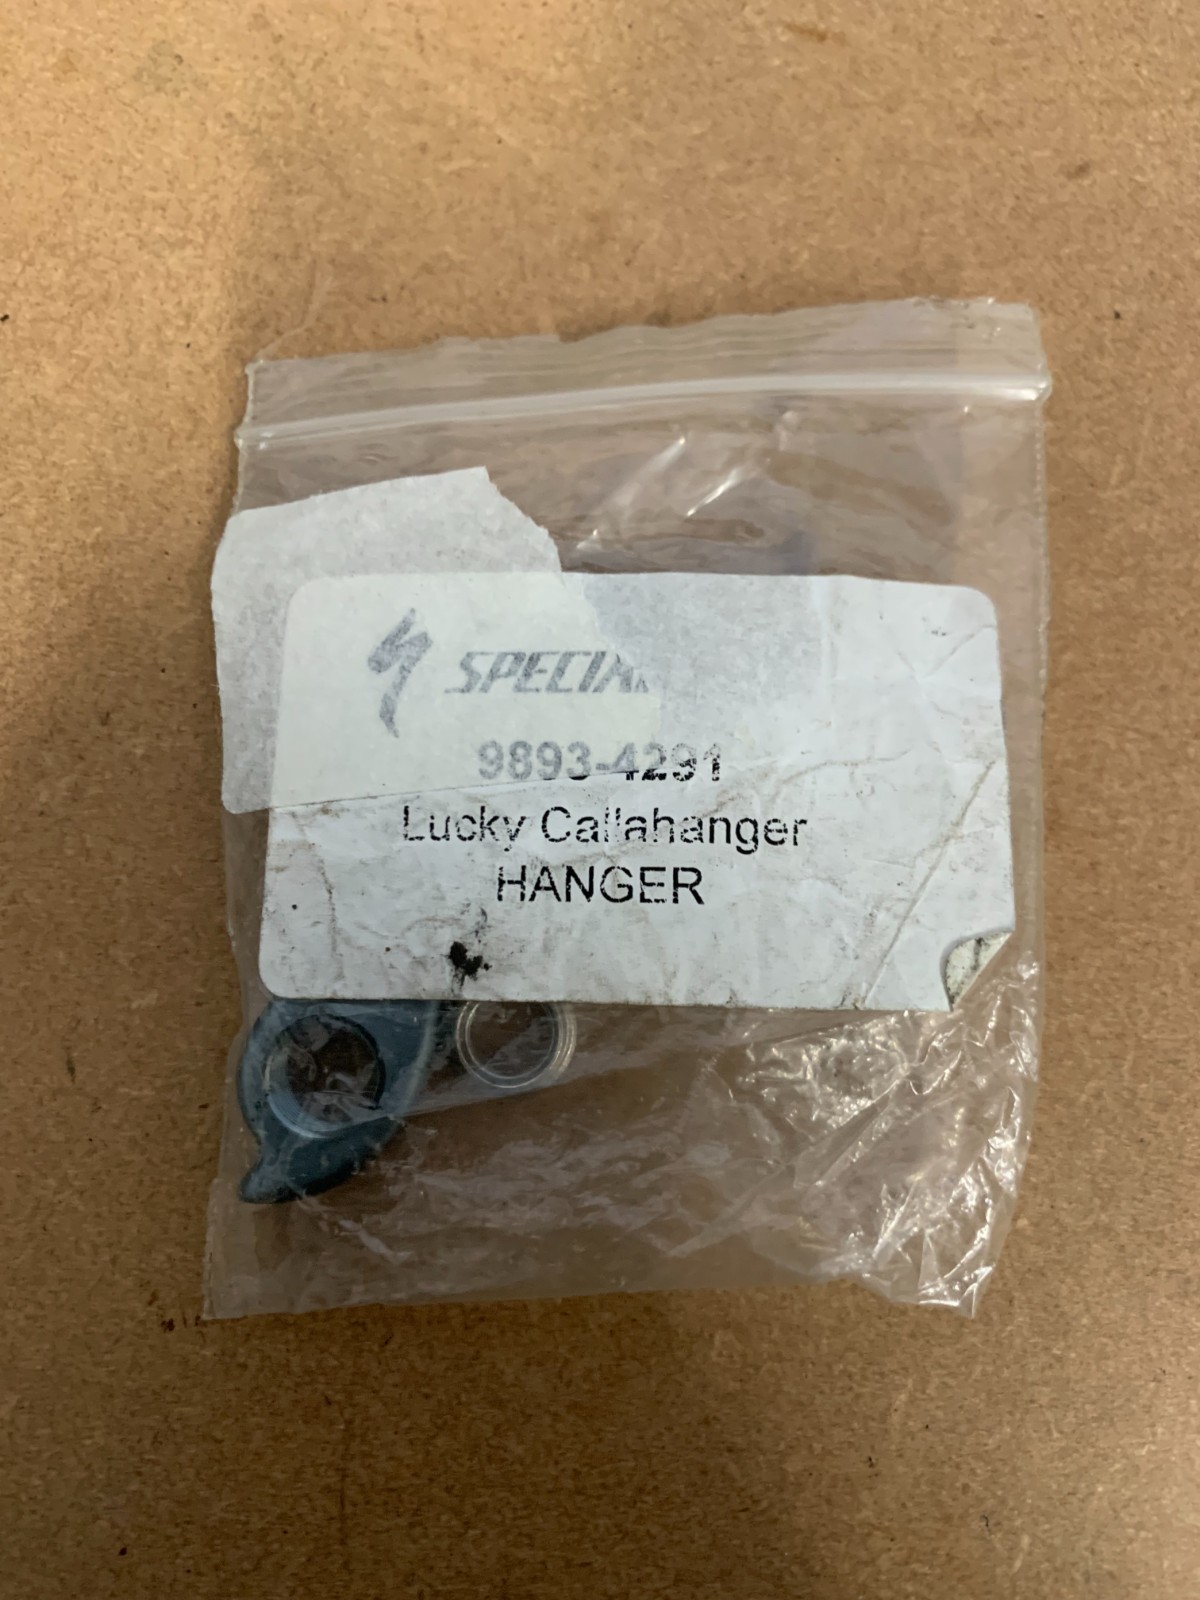 SPECIA
9893-4291
Lucky Callahanger
HANGER